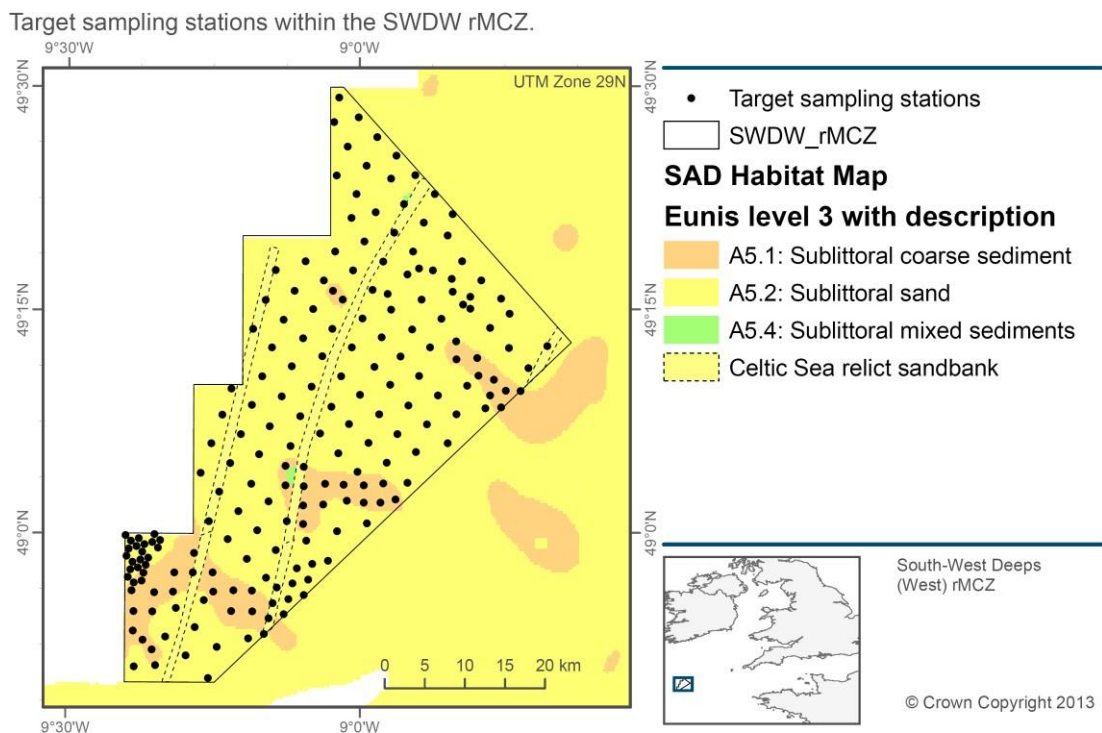 Target sampling stations within the SWDW rMCZ.
9°30'W
9°0'W
UTM Zone 29N
49°30'N
49°30'N
49°15'N
49°15'N
49°0'N
49°0'N
0 5 10 20 km
9°30'W
9°0'W
Target sampling stations
SWDW_rMCZ
SAD Habitat Map
Eunis level 3 with description
A5.1: Sublittoral coarse sediment
A5.2: Sublittoral sand
A5.4: Sublittoral mixed sediments
Celtic Sea relict sandbank
South-West Deeps
(West) rMCZ
© Crown Copyright 2013